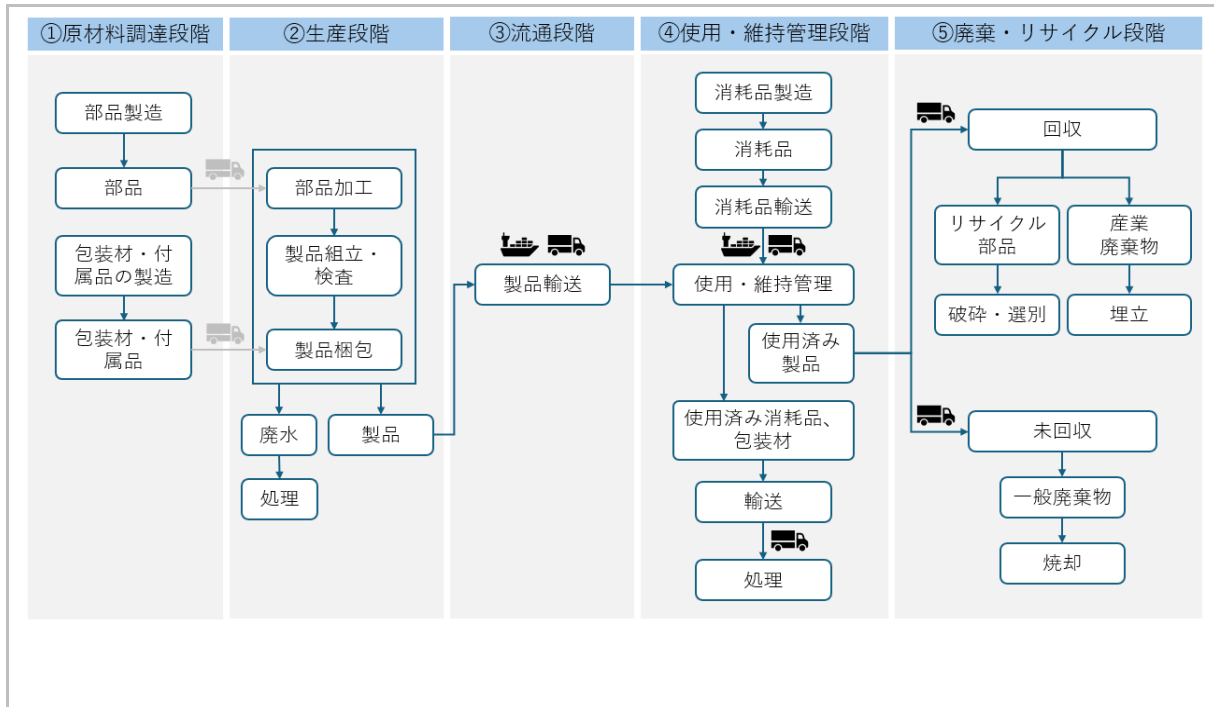 ①原材料調達段階
②生産段階
③流通段階
④使用・維持管理段階
⑤廃棄・リサイクル段階
部品製造
部品
包装材・付
属品の製造
包装材・付
属品
部品加工
製品組立・
検査
製品梱包
廃水
製品
処理
製品輸送
消耗品製造
消耗品
消耗品輸送
使用・維持管理
使用済み
製品
使用済み消耗品、
包装材
輸送
処理
回収
リサイクル
部品
産業
廃棄物
破砕・選別
埋立
未回収
一般廃棄物
焼却